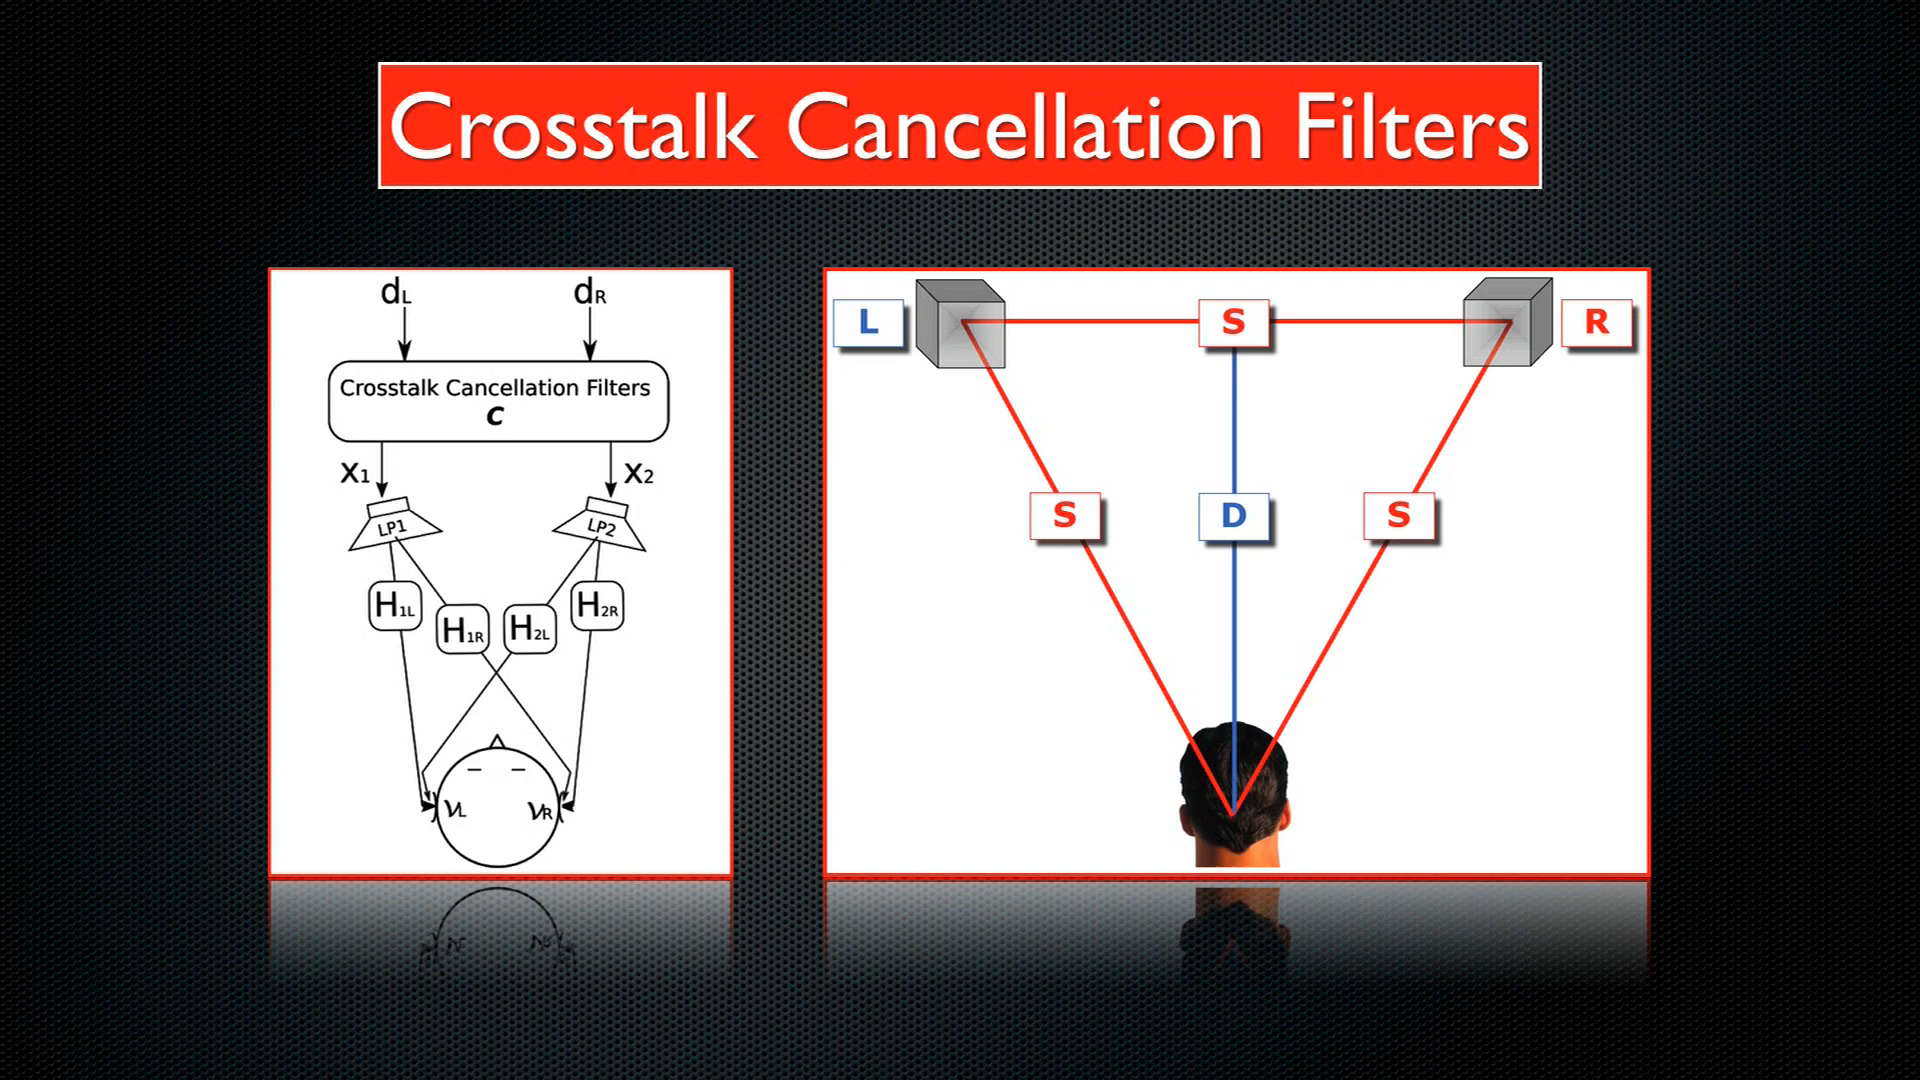 Crosstalk Cancellation Filters
dL dR
Crosstalk Cancellation Filters
C
X1 X2
LP1 LP2
H1L H2R
H1R H2L
νL νR
L S R
S D S